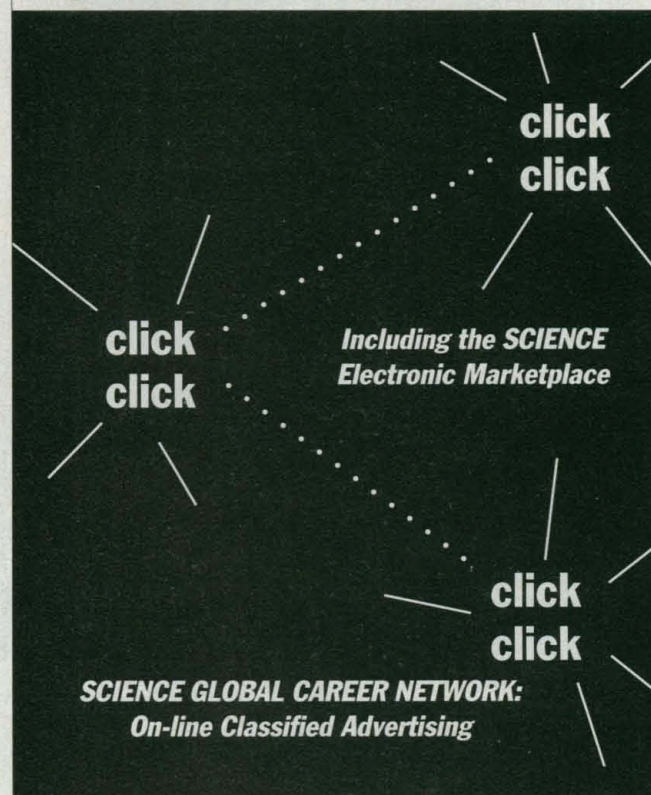 click
click
click
click
Including the SCIENCE
Electronic Marketplace
click
click
SCIENCE GLOBAL CAREER NETWORK:
On-line Classified Advertising